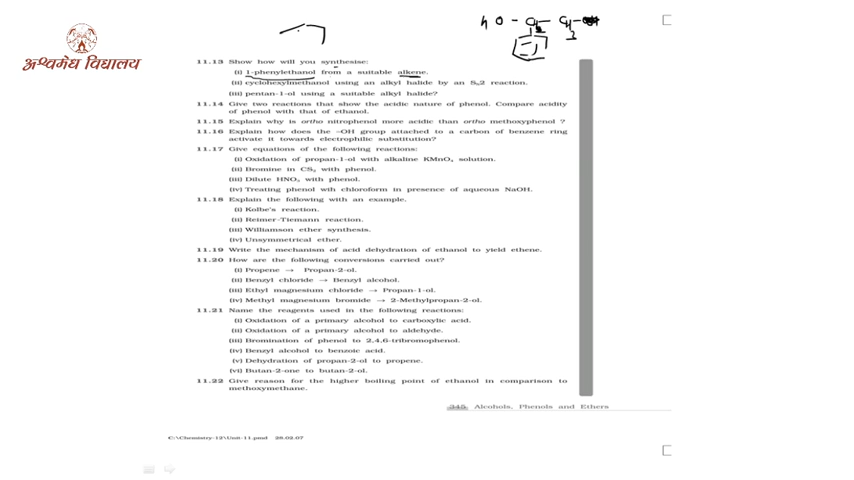 HO - CH - CH3
अश्वमेध विद्यालय
11.13 Show how will you synthesise:
(i) 1-phenylethanol from a suitable alkene.
(ii) cyclohexylmethanol using an alkyl halide by an SN2 reaction.
(iii) pentan-1-ol using a suitable alkyl halide?
11.14 Give two reactions that show the acidic nature of phenol. Compare acidity
of phenol with that of ethanol.
11.15 Explain why is ortho nitrophenol more acidic than ortho methoxyphenol ?
11.16 Explain how does the –OH group attached to a carbon of benzene ring
activate it towards electrophilic substitution?
11.17 Give equations of the following reactions:
(i) Oxidation of propan-1-ol with alkaline KMnO4 solution.
(ii) Bromine in CS2 with phenol.
(iii) Dilute HNO3 with phenol.
(iv) Treating phenol wth chloroform in presence of aqueous NaOH.
11.18 Explain the following with an example.
(i) Kolbe's reaction.
(ii) Reimer-Tiemann reaction.
(iii) Williamson ether synthesis.
(iv) Unsymmetrical ether.
11.19 Write the mechanism of acid dehydration of ethanol to yield ethene.
11.20 How are the following conversions carried out?
(i) Propene → Propan-2-ol.
(ii) Benzyl chloride → Benzyl alcohol.
(iii) Ethyl magnesium chloride → Propan-1-ol.
(iv) Methyl magnesium bromide → 2-Methylpropan-2-ol.
11.21 Name the reagents used in the following reactions:
(i) Oxidation of a primary alcohol to carboxylic acid.
(ii) Oxidation of a primary alcohol to aldehyde.
(iii) Bromination of phenol to 2,4,6-tribromophenol.
(iv) Benzyl alcohol to benzoic acid.
(v) Dehydration of propan-2-ol to propene.
(vi) Butan-2-one to butan-2-ol.
11.22 Give reason for the higher boiling point of ethanol in comparison to
methoxymethane.
345 Alcohols, Phenols and Ethers
C:\Chemistry-12\Unit-11.pmd 28.02.07